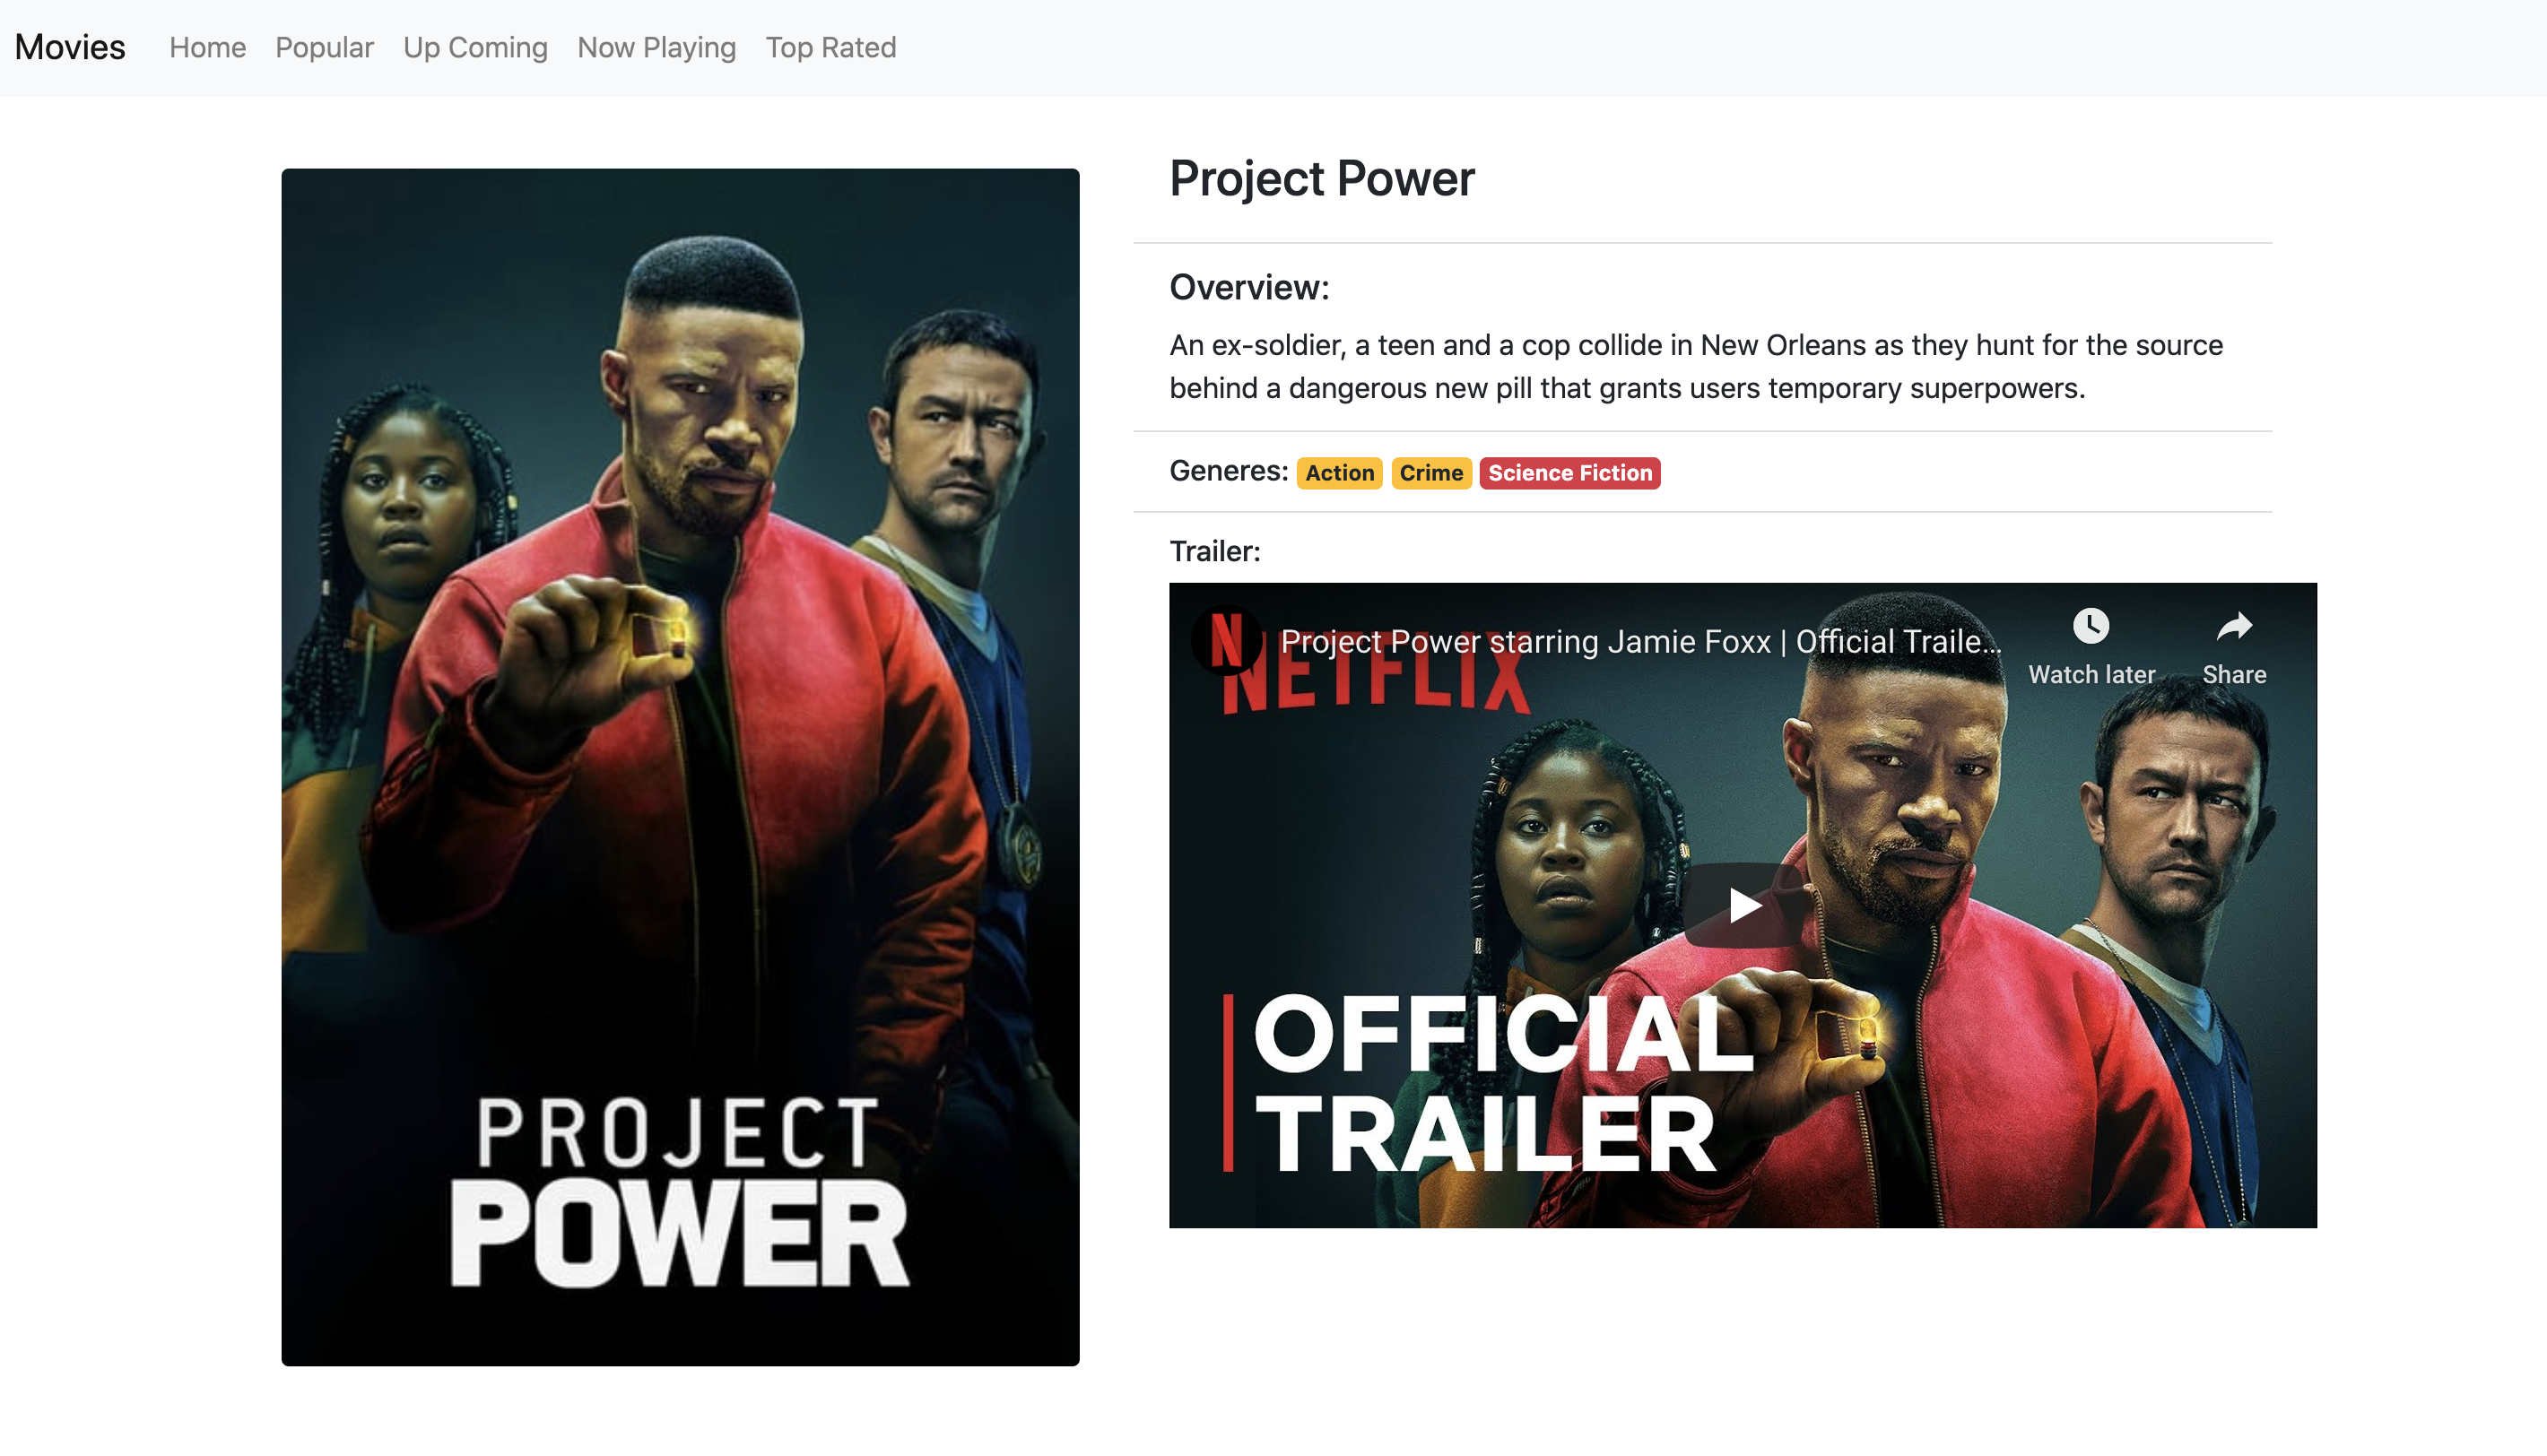 Movies Home Popular Up Coming Now Playing Top Rated
PROJECT
POWER
Project Power
Overview:
An ex-soldier, a teen and a cop collide in New Orleans as they hunt for the source
behind a dangerous new pill that grants users temporary superpowers.
Generes: Action Crime Science Fiction
Trailer:
N Project Power starring Jamie Foxx | Official Traile...
Watch later Share
NETFLIX
OFFICIAL
TRAILER